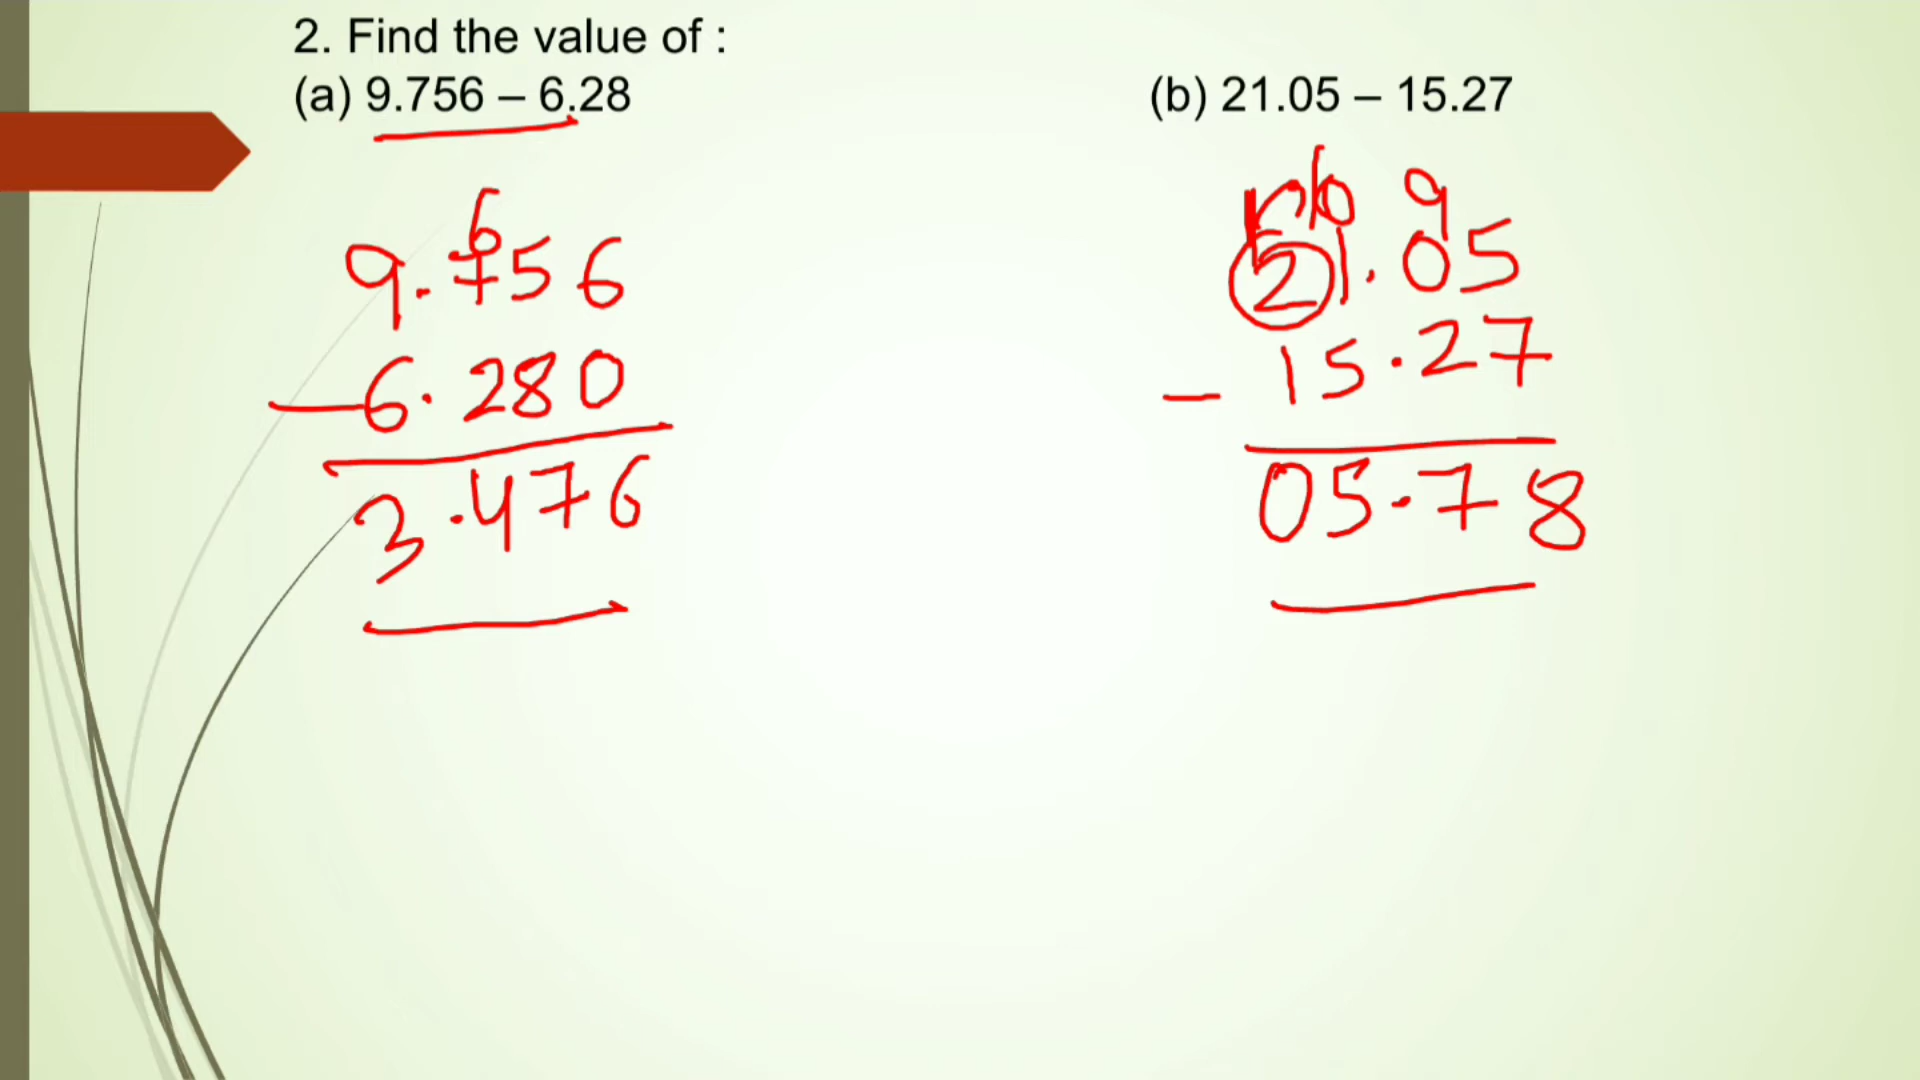 2. Find the value of :
(a) 9.756 – 6.28
(b) 21.05 – 15.27
6
9.756
– 6.280
3.476
10 9
21.05
– 15.27
05.78